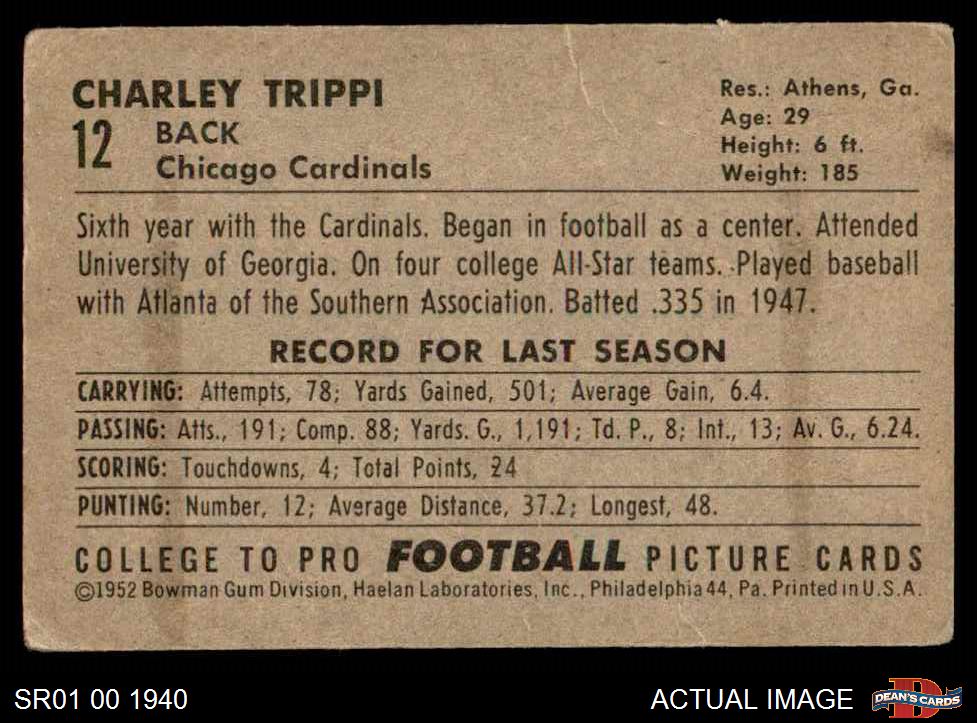 CHARLEY TRIPPI
12 BACK
Chicago Cardinals
Res.: Athens, Ga.
Age: 29
Height: 6 ft.
Weight: 185
Sixth year with the Cardinals. Began in football as a center. Attended
University of Georgia. On four college All-Star teams. Played baseball
with Atlanta of the Southern Association. Batted .335 in 1947.
RECORD FOR LAST SEASON
CARRYING: Attempts, 78; Yards Gained, 501; Average Gain, 6.4.
PASSING: Atts., 191; Comp. 88; Yards. G., 1,191; Td. P., 8; Int., 13; Av. G., 6.24.
SCORING: Touchdowns, 4; Total Points, 24
PUNTING: Number, 12; Average Distance, 37.2; Longest, 48.
COLLEGE TO PRO FOOTBALL PICTURE CARDS
©1952 Bowman Gum Division, Haelan Laboratories, Inc., Philadelphia 44, Pa. Printed in U.S.A.
SR01 00 1940
ACTUAL IMAGE
DEAN'S CARDS